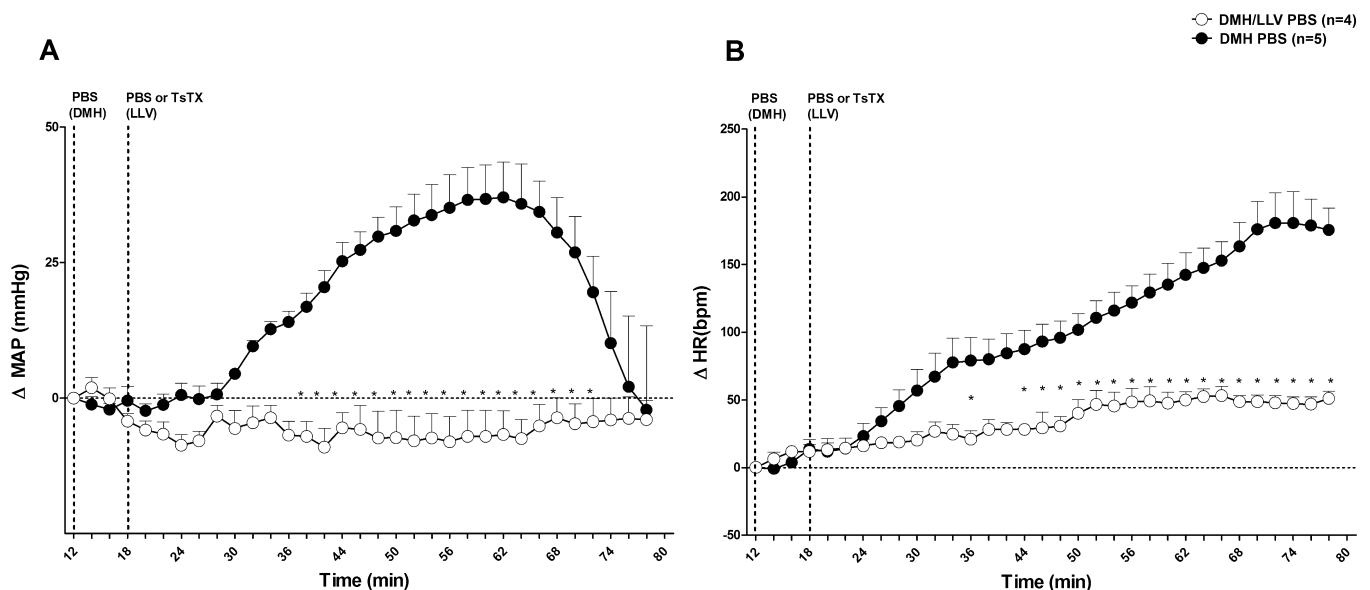 DMH/LLV PBS (n=4)
DMH PBS (n=5)
A
B
PBS
(DMH)
PBS or TsTX
(LLV)
50
25
0
Δ MAP (mmHg)
* * * * * * * * * * * * * * * * * *
12 18 24 30 36 38 44 50 56 62 68 74 80
Time (min)
PBS
(DMH)
PBS or TsTX
(LLV)
250
200
150
100
50
0
-50
Δ HR(bpm)
* * * * * * * * * * * * * * * * * * *
12 18 24 30 36 44 50 56 62 68 74 80
Time (min)